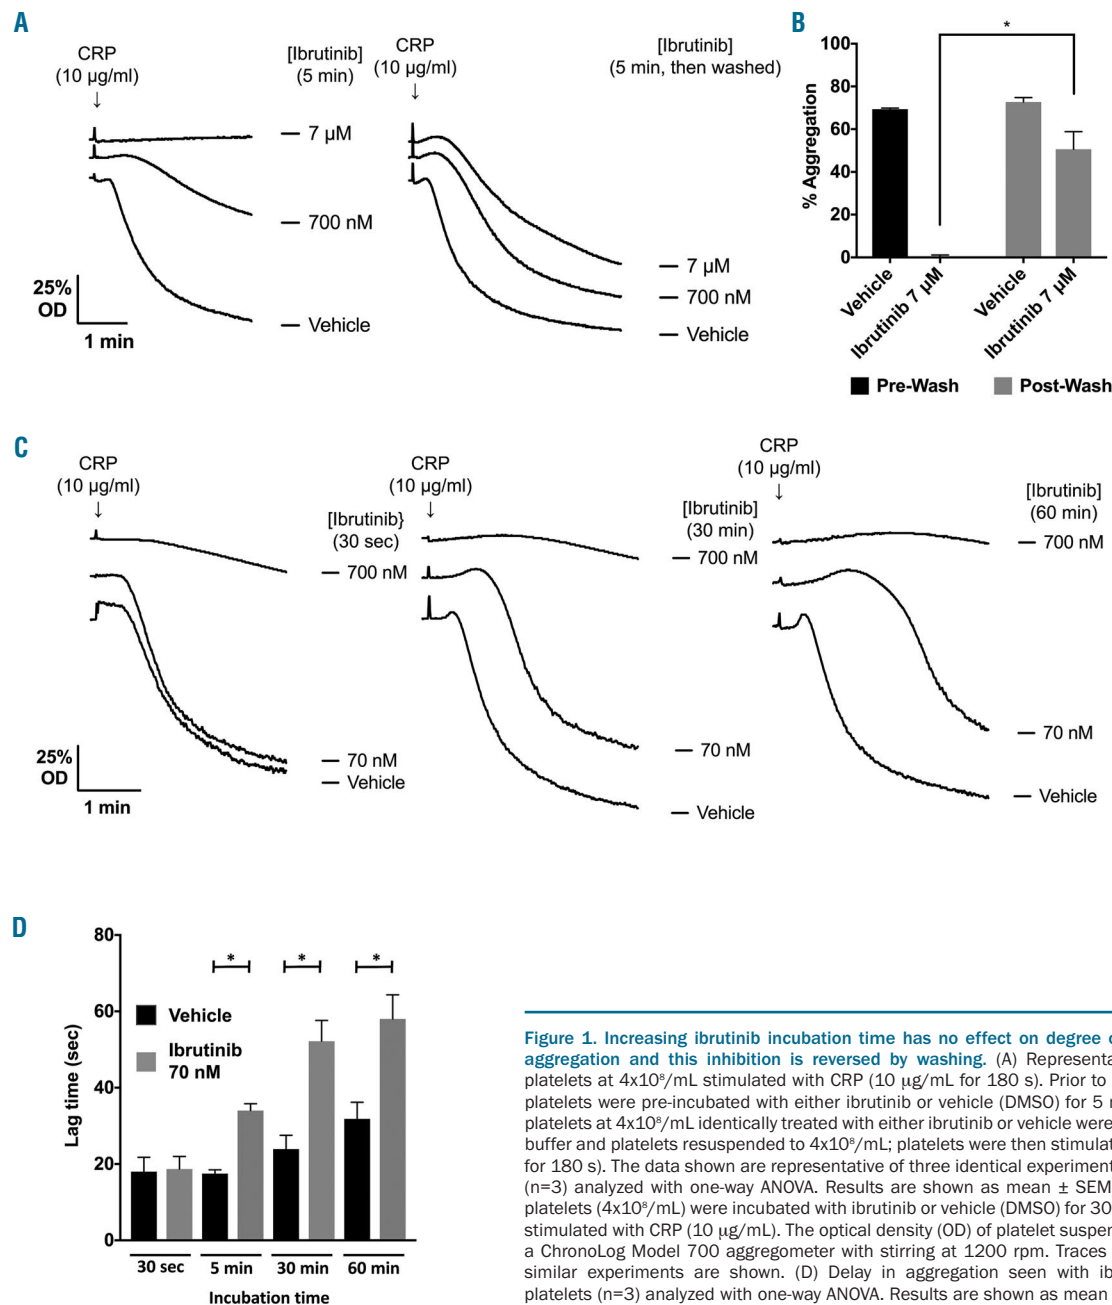 A
CRP
(10 µg/ml)
↓
[Ibrutinib]
(5 min)
7 µM
700 nM
Vehicle
25%
OD
1 min
CRP
(10 µg/ml)
↓
[Ibrutinib]
(5 min, then washed)
7 µM
700 nM
Vehicle
B
*
% Aggregation
100
80
60
40
20
0
Vehicle
Ibrutinib 7 µM
Vehicle
Ibrutinib 7 µM
Pre-Wash
Post-Wash
C
CRP
(10 µg/ml)
↓
[Ibrutinib}
(30 sec)
700 nM
70 nM
Vehicle
25%
OD
1 min
CRP
(10 µg/ml)
↓
[Ibrutinib]
(30 min)
700 nM
70 nM
Vehicle
CRP
(10 µg/ml)
↓
[Ibrutinib]
(60 min)
700 nM
70 nM
Vehicle
D
Lag time (sec)
80
60
40
20
0
Vehicle
Ibrutinib
70 nM
*
*
*
30 sec
5 min
30 min
60 min
Incubation time
Figure 1. Increasing ibrutinib incubation time has no effect on degree
aggregation and this inhibition is reversed by washing. (A)
platelets at 4x10⁸/mL stimulated with CRP (10 µg/mL for 180 s). Prior to
platelets were pre-incubated with either ibrutinib or vehicle (DMSO) for 5
platelets at 4x10⁸/mL identically treated with either ibrutinib or vehicle were
buffer and platelets resuspended to 4x10⁸/mL; platelets were then
for 180 s). The data shown are representative of three identical
(n=3) analyzed with one-way ANOVA. Results are shown as mean ± SEM
platelets (4x10⁸/mL) were incubated with ibrutinib or vehicle (DMSO) for 30
stimulated with CRP (10 µg/mL). The optical density (OD) of platelet
a ChronoLog Model 700 aggregometer with stirring at 1200 rpm. Traces
similar experiments are shown. (D) Delay in aggregation seen with
platelets (n=3) analyzed with one-way ANOVA. Results are shown as mean